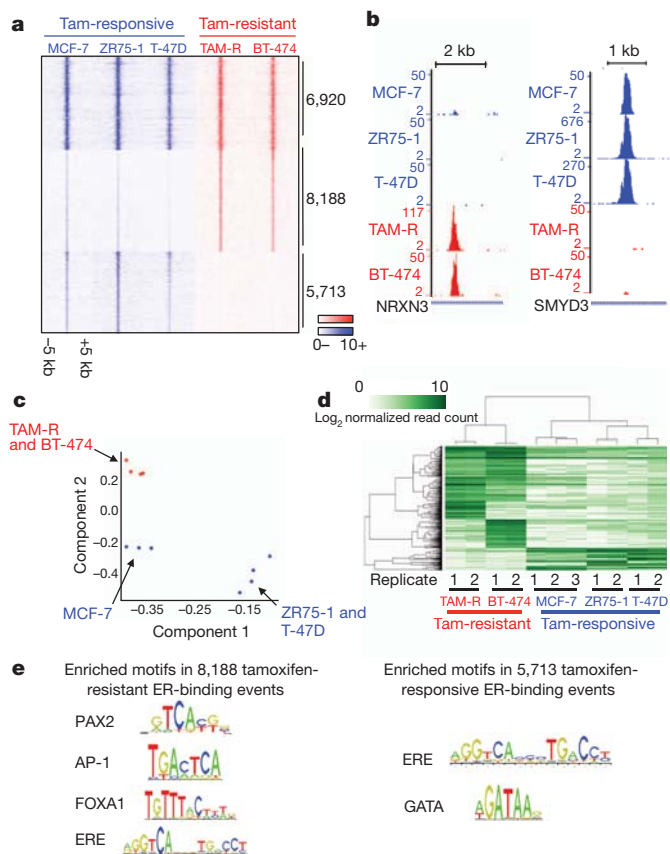 a
Tam-responsive Tam-resistant
MCF-7 ZR75-1 T-47D TAM-R BT-474
6,920
8,188
5,713
–5 kb +5 kb
0– 10+
b
2 kb 1 kb
50
MCF-7
2
50
ZR75-1
2
50
T-47D
2
117
TAM-R
2
50
BT-474
2
NRXN3
50
MCF-7
2
676
ZR75-1
2
270
T-47D
2
50
TAM-R
2
50
BT-474
2
SMYD3
c
TAM-R
and BT-474
Component 2
0.2
0.0
–0.2
–0.4
MCF-7
–0.35 –0.25 –0.15
Component 1
ZR75-1 and
T-47D
d
0 10
Log2 normalized read count
Replicate 1 2 1 2 1 2 3 1 2 1 2
TAM-R BT-474 MCF-7 ZR75-1 T-47D
Tam-resistant Tam-responsive
e
Enriched motifs in 8,188 tamoxifen-
resistant ER-binding events
PAX2
AP-1
FOXA1
ERE
Enriched motifs in 5,713 tamoxifen-
responsive ER-binding events
ERE
GATA